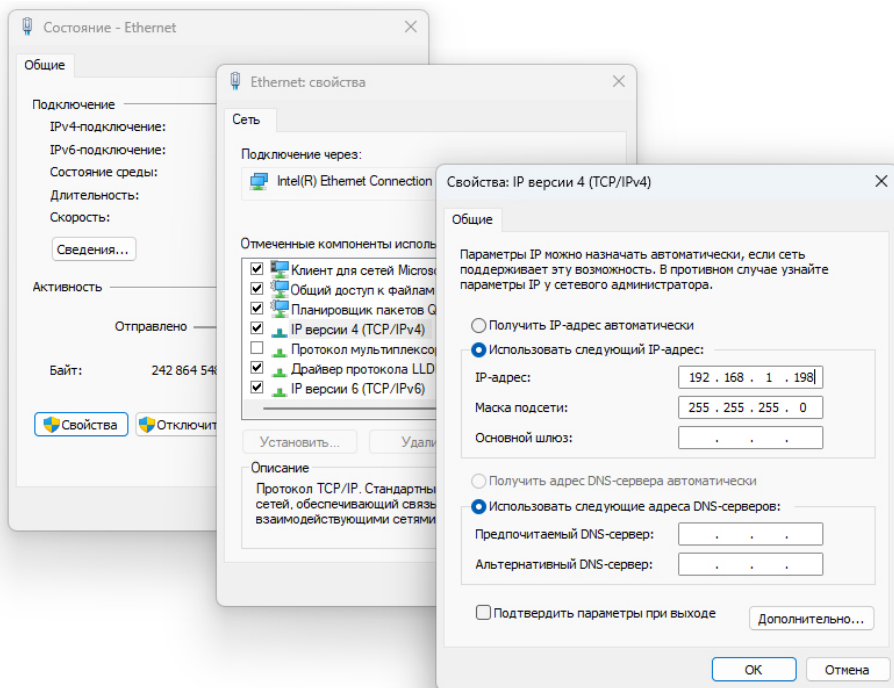 Состояние - Ethernet
Общие
Подключение
IPv4-подключение:
IPv6-подключение:
Состояние среды:
Длительность:
Скорость:
Сведения...
Активность
Отправлено
Байт: 242 864 548
Свойства
Отключит
Ethernet: свойства
Сеть
Подключение через:
Intel(R) Ethernet Connection
Отмеченные компоненты исполь
Клиент для сетей Microso
Общий доступ к файлам
Планировщик пакетов Q
IP версии 4 (TCP/IPv4)
Протокол мультиплексор
Драйвер протокола LLD
IP версии 6 (TCP/IPv6)
Установить...
Удали
Описание
Протокол TCP/IP. Стандартны
сетей, обеспечивающий связь
взаимодействующими сетями
Свойства: IP версии 4 (TCP/IPv4)
Общие
Параметры IP можно назначать автоматически, если сеть
поддерживает эту возможность. В противном случае узнайте
параметры IP у сетевого администратора.
Получить IP-адрес автоматически
Использовать следующий IP-адрес:
IP-адрес: 192 . 168 . 1 . 198
Маска подсети: 255 . 255 . 255 . 0
Основной шлюз: . . .
Получить адрес DNS-сервера автоматически
Использовать следующие адреса DNS-серверов:
Предпочитаемый DNS-сервер: . . .
Альтернативный DNS-сервер: . . .
Подтвердить параметры при выходе
Дополнительно...
ОК
Отмена